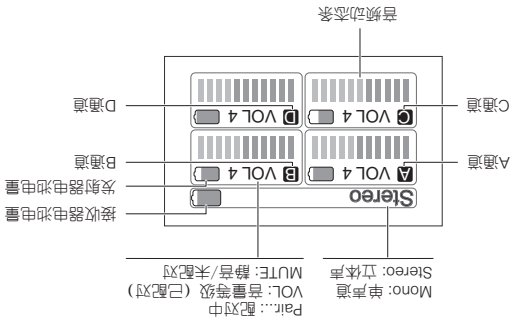 Mono: 单声道
Stereo: 立体声
Pair...: 配对中
VOL: 音量等级（已配对）
MUTE: 静音/未配对
Stereo
接收器电池电量
发射器电池电量
A通道
A VOL 4
B VOL 4
B通道
C通道
C VOL 4
D VOL 4
D通道
音频动态条